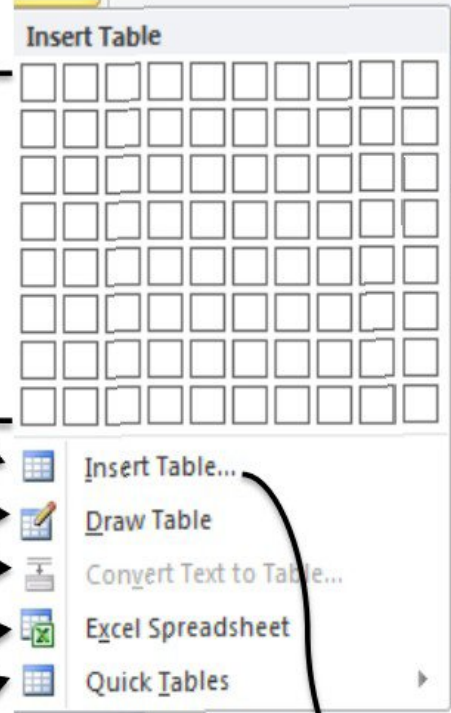 Insert Table
Insert Table...
Draw Table
Convert Text to Table...
Excel Spreadsheet
Quick Tables